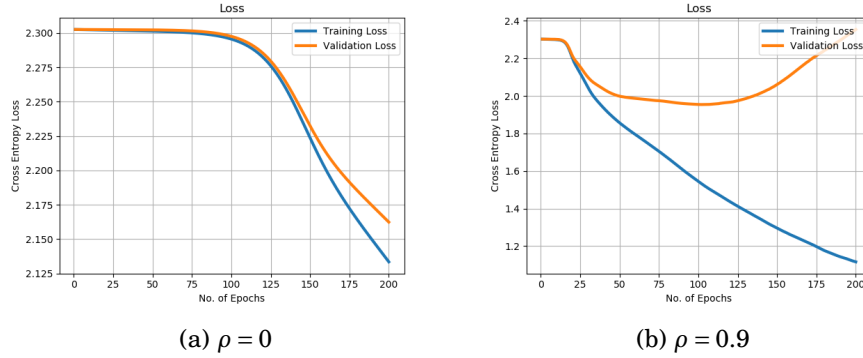 Loss
2.300
2.275
2.250
2.225
2.200
2.175
2.150
2.125
Cross Entropy Loss
Training Loss
Validation Loss
0
25
50
75
100
125
150
175
200
No. of Epochs
(a) ρ = 0
Loss
2.4
2.2
2.0
1.8
1.6
1.4
1.2
Cross Entropy Loss
Training Loss
Validation Loss
0
25
50
75
100
125
150
175
200
No. of Epochs
(b) ρ = 0.9